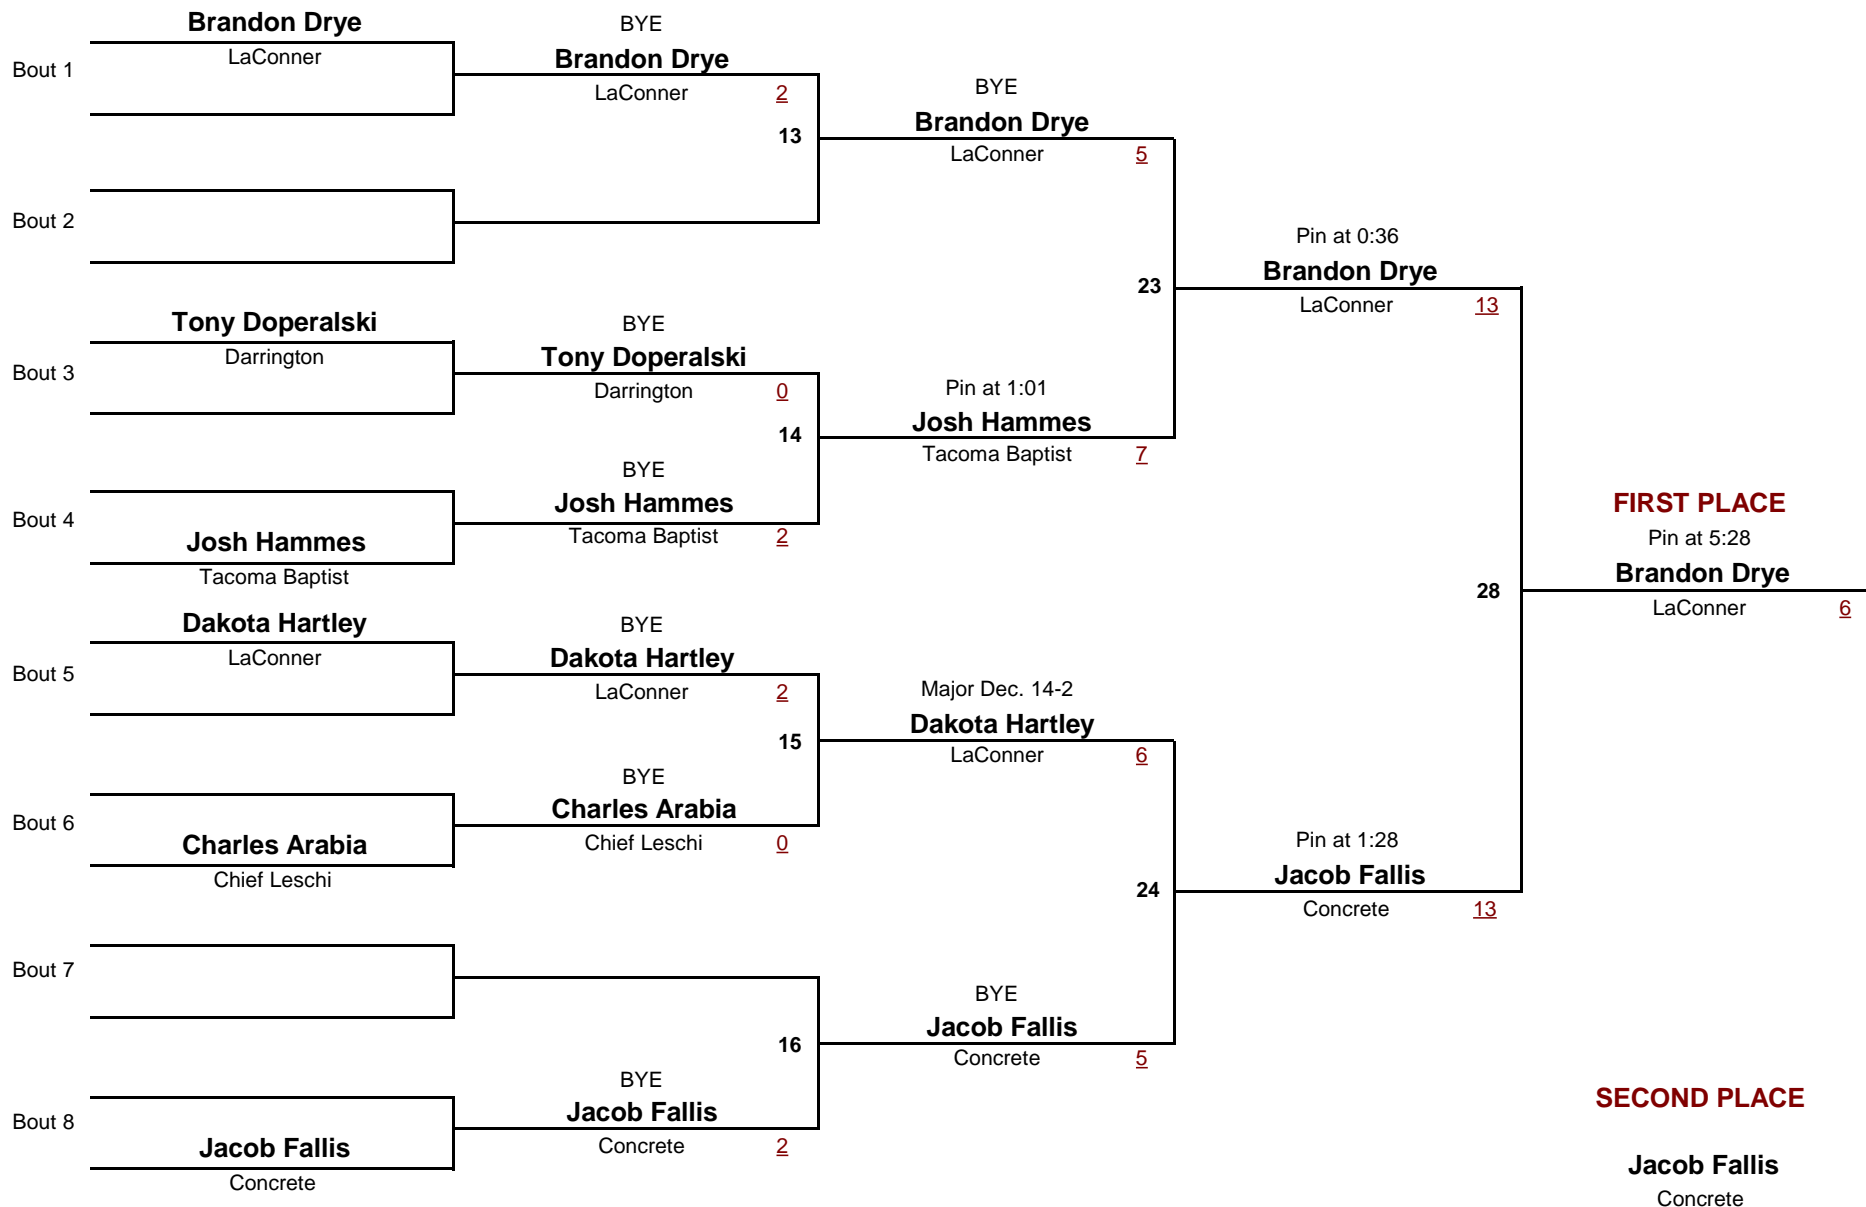 Brandon Drye
LaConner
Bout 1
BYE
Brandon Drye
LaConner 2
13
Bout 2
BYE
Brandon Drye
LaConner 5
Tony Doperalski
Darrington
Bout 3
BYE
Tony Doperalski
Darrington 0
14
Bout 4
Josh Hammes
Tacoma Baptist
BYE
Josh Hammes
Tacoma Baptist 2
Pin at 1:01
Josh Hammes
Tacoma Baptist 7
23
Pin at 0:36
Brandon Drye
LaConner 13
Dakota Hartley
LaConner
Bout 5
BYE
Dakota Hartley
LaConner 2
15
Bout 6
Charles Arabia
Chief Leschi
BYE
Charles Arabia
Chief Leschi 0
Major Dec. 14-2
Dakota Hartley
LaConner 6
24
Bout 7
16
Bout 8
Jacob Fallis
Concrete
BYE
Jacob Fallis
Concrete 2
BYE
Jacob Fallis
Concrete 5
Pin at 1:28
Jacob Fallis
Concrete 13
28
FIRST PLACE
Pin at 5:28
Brandon Drye
LaConner 6
SECOND PLACE
Jacob Fallis
Concrete